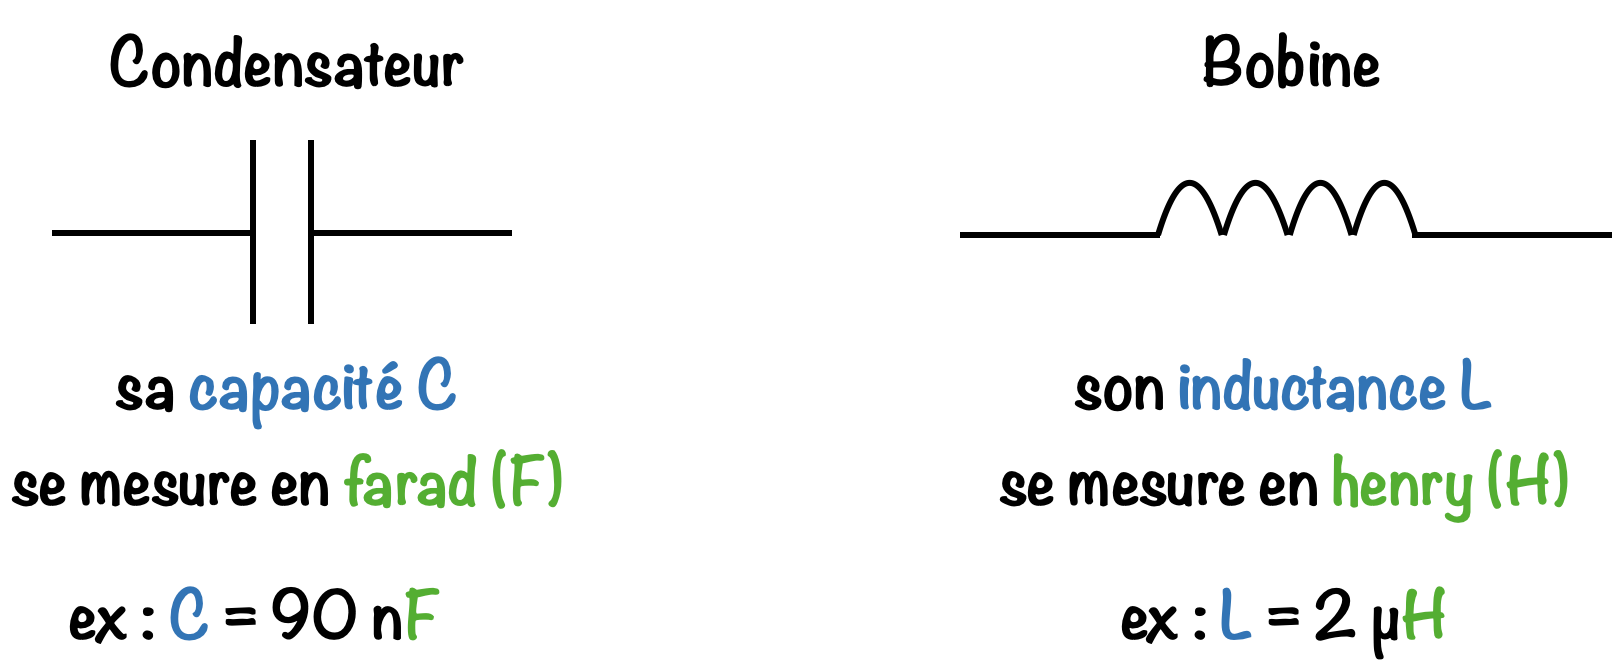 Condensateur
sa capacité C
se mesure en farad (F)
ex : C = 90 nF
Bobine
son inductance L
se mesure en henry (H)
ex : L = 2 µH